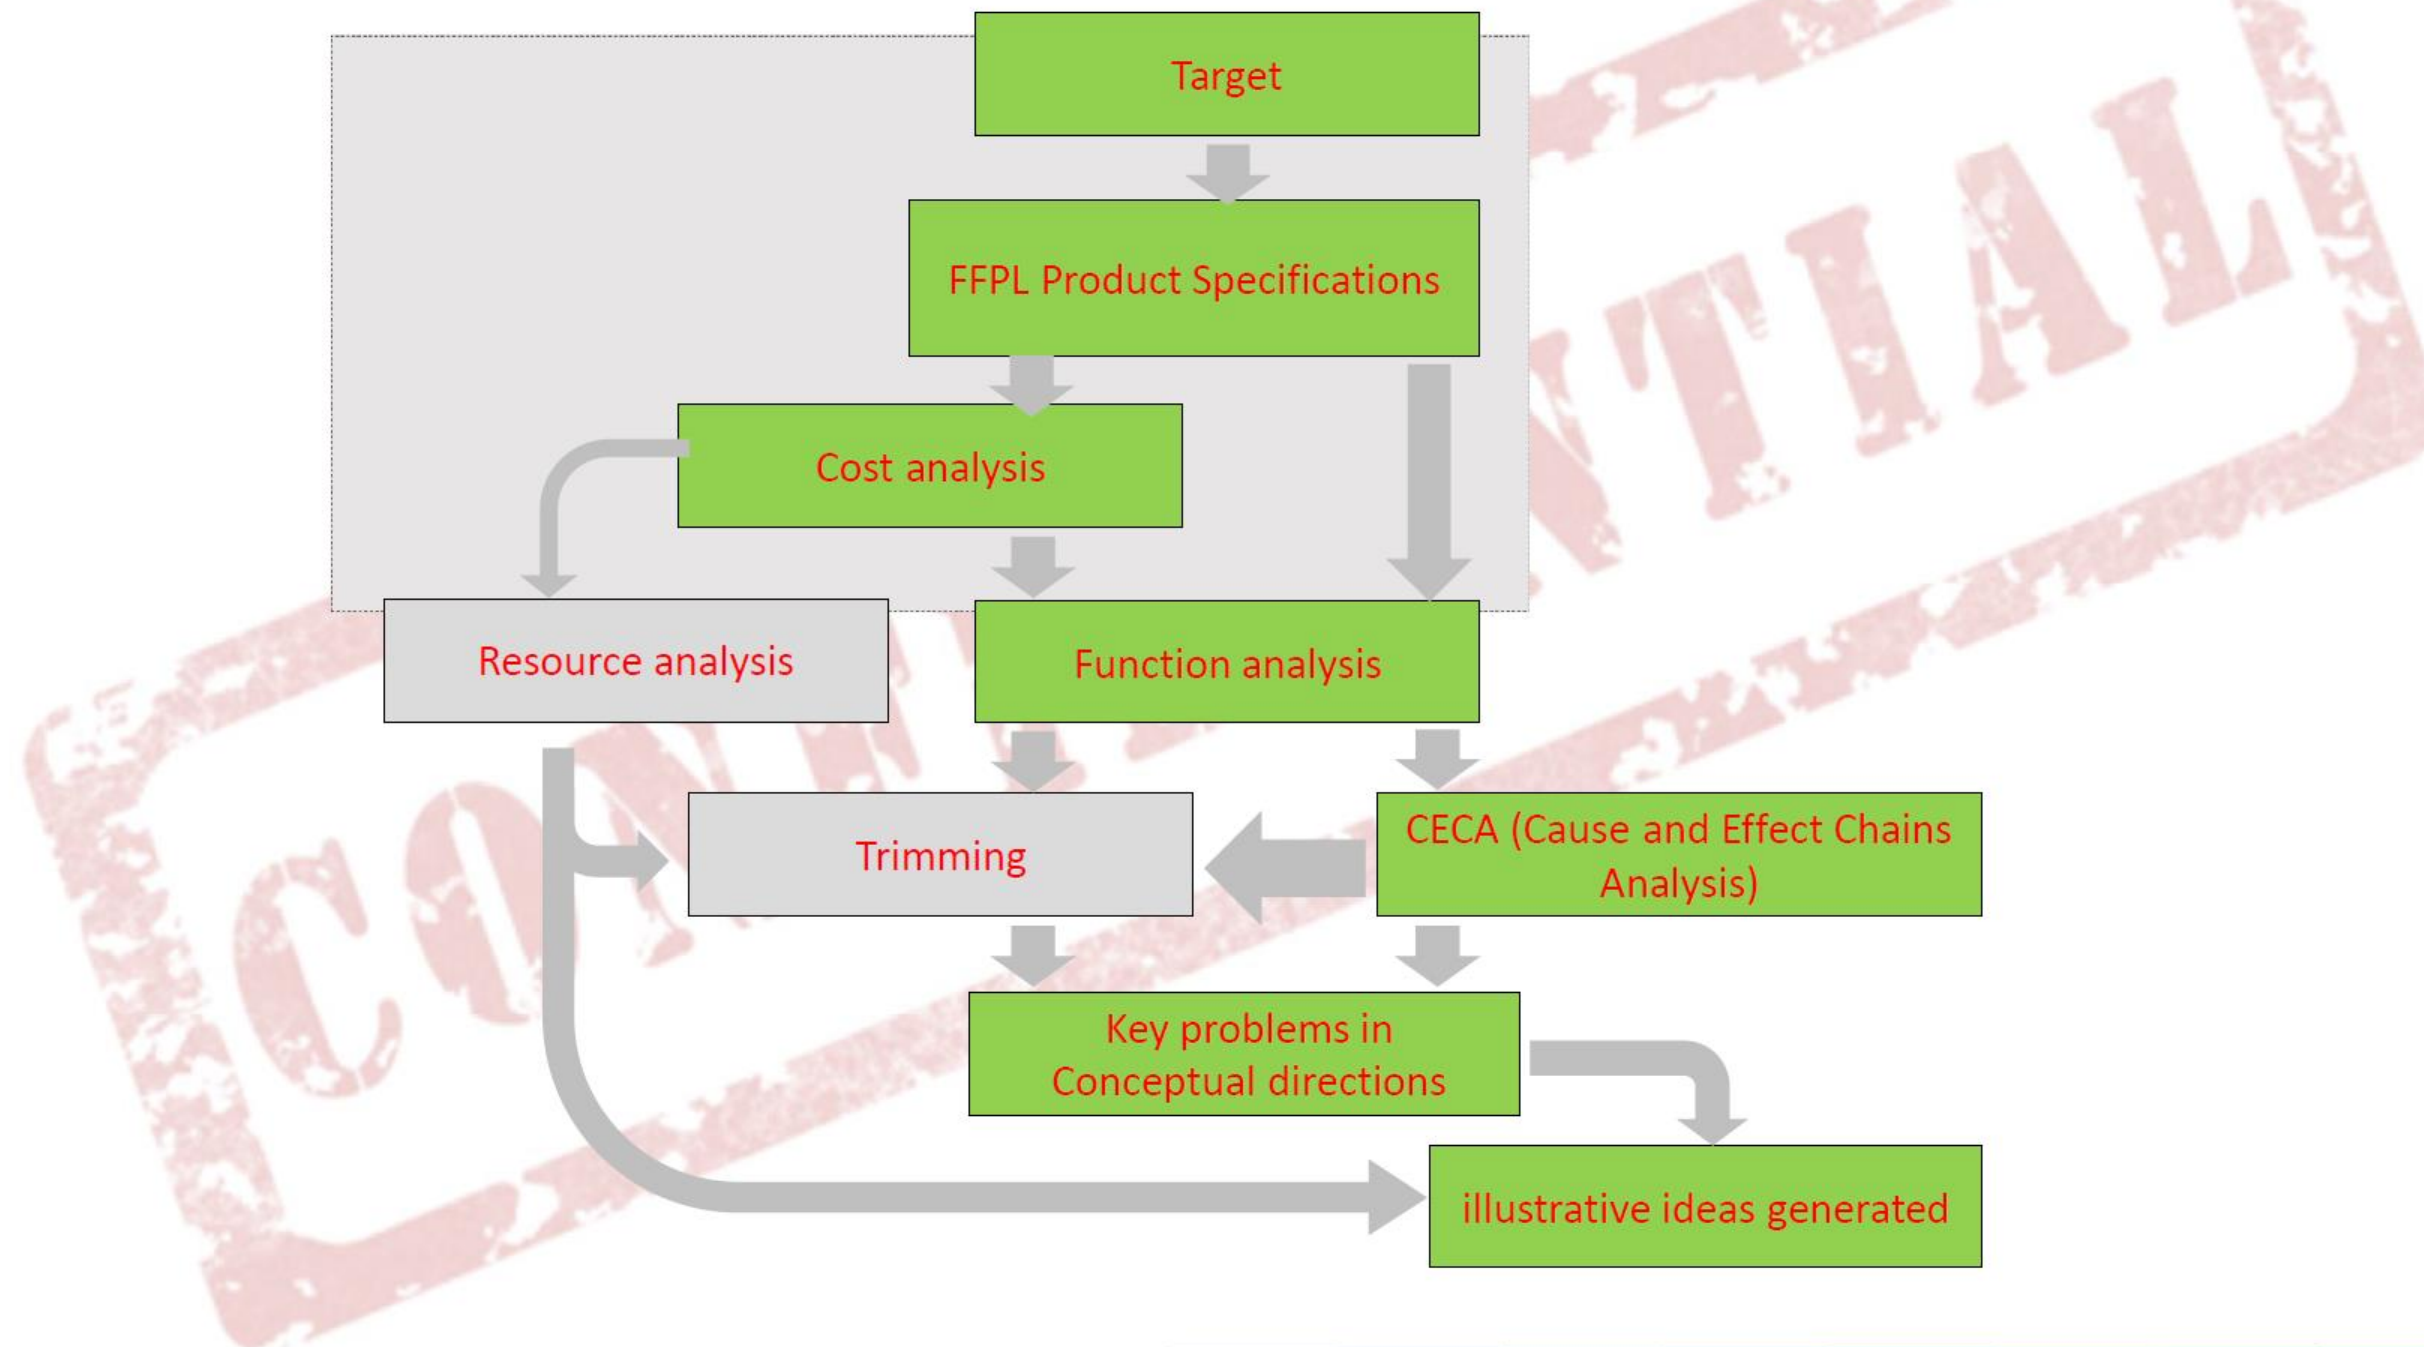 Target
FFPL Product Specifications
Cost analysis
Resource analysis
Function analysis
Trimming
CECA (Cause and Effect Chains
Analysis)
Key problems in
Conceptual directions
illustrative ideas generated
CONFIDENTIAL